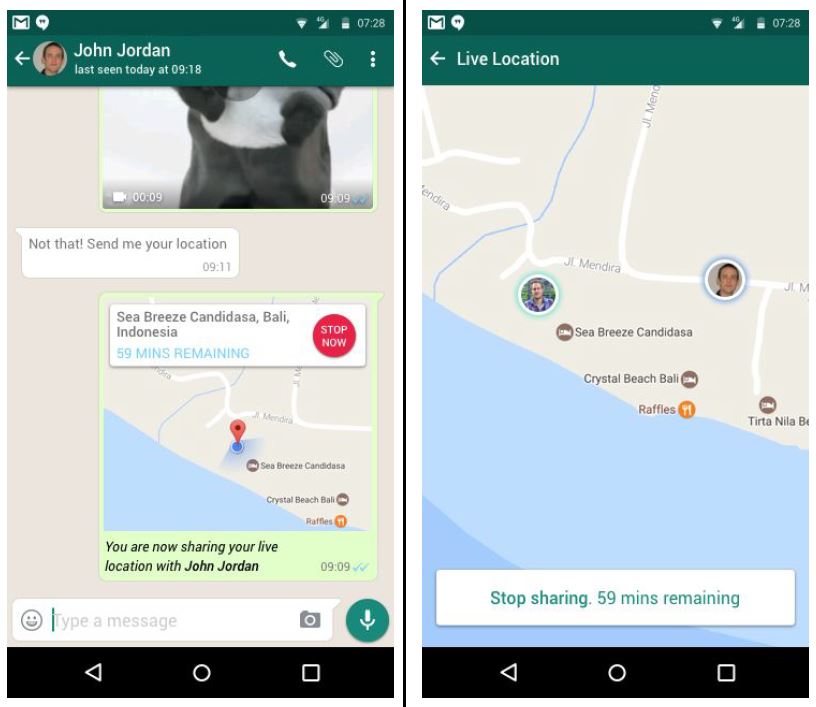 4G
07:28
John Jordan
last seen today at 09:18
00:09
09:09
Not that! Send me your location
09:11
Sea Breeze Candidasa, Bali,
Indonesia
59 MINS REMAINING
STOP
NOW
Jl. Mendira
Sea Breeze Candidasa
Crystal Beach Bali
Raffles
You are now sharing your live
location with John Jordan
09:09
Type a message
4G
07:28
Live Location
Jl. Mend
Mendira
Jl. Mendira
Jl. M
Sea Breeze Candidasa
Crystal Beach Bali
Raffles
Tirta Nila Be
Stop sharing. 59 mins remaining